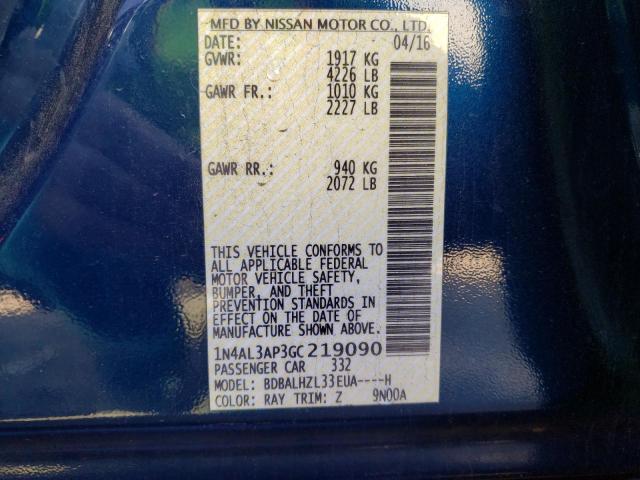 MFD BY NISSAN MOTOR CO., LTD.
DATE: 04/16
GVWR: 1917 KG
4226 LB
GAWR FR.: 1010 KG
2227 LB
GAWR RR.: 940 KG
2072 LB
THIS VEHICLE CONFORMS TO
ALL APPLICABLE FEDERAL
MOTOR VEHICLE SAFETY,
BUMPER, AND THEFT
PREVENTION STANDARDS IN
EFFECT ON THE DATE OF
MANUFACTURE SHOWN ABOVE.
1N4AL3AP3GC219090
PASSENGER CAR 332
MODEL: BDBALHZL33EUA----H
COLOR: RAY TRIM: Z 9N00A